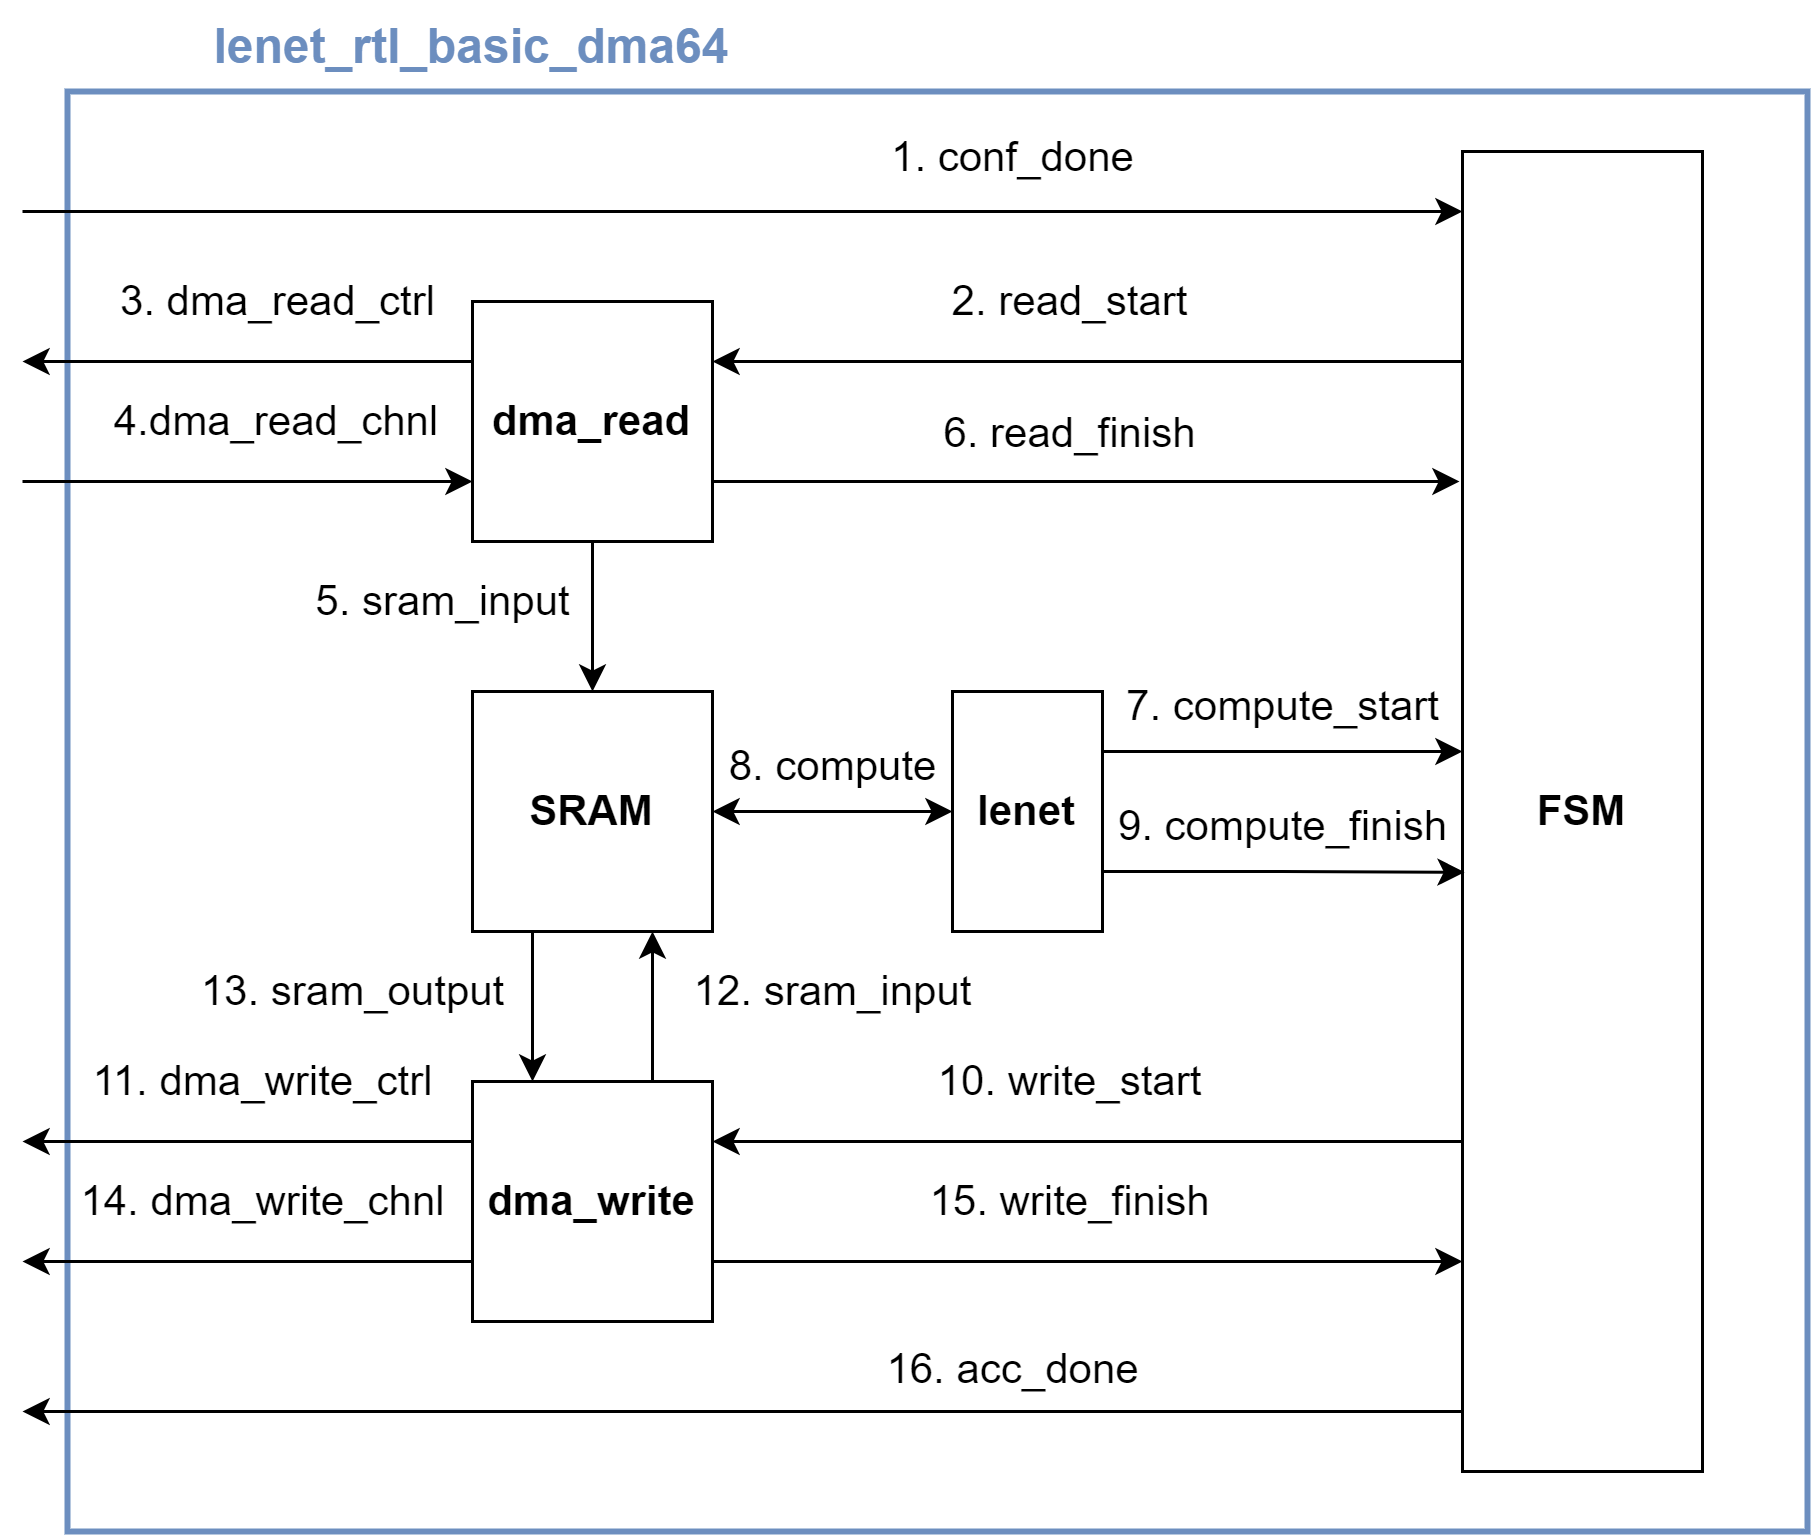 lenet_rtl_basic_dma64
1. conf_done
3. dma_read_ctrl
2. read_start
4.dma_read_chnl
dma_read
6. read_finish
5. sram_input
7. compute_start
8. compute
SRAM
lenet
FSM
9. compute_finish
13. sram_output
12. sram_input
11. dma_write_ctrl
10. write_start
14. dma_write_chnl
dma_write
15. write_finish
16. acc_done